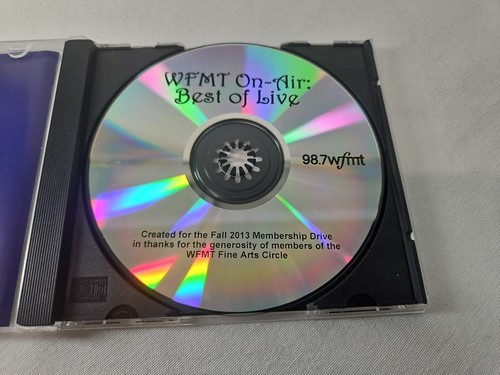 WFMT On-Air:
Best of Live
98.7wfmt
Created for the Fall 2013 Membership Drive
in thanks for the generosity of members of the
WFMT Fine Arts Circle